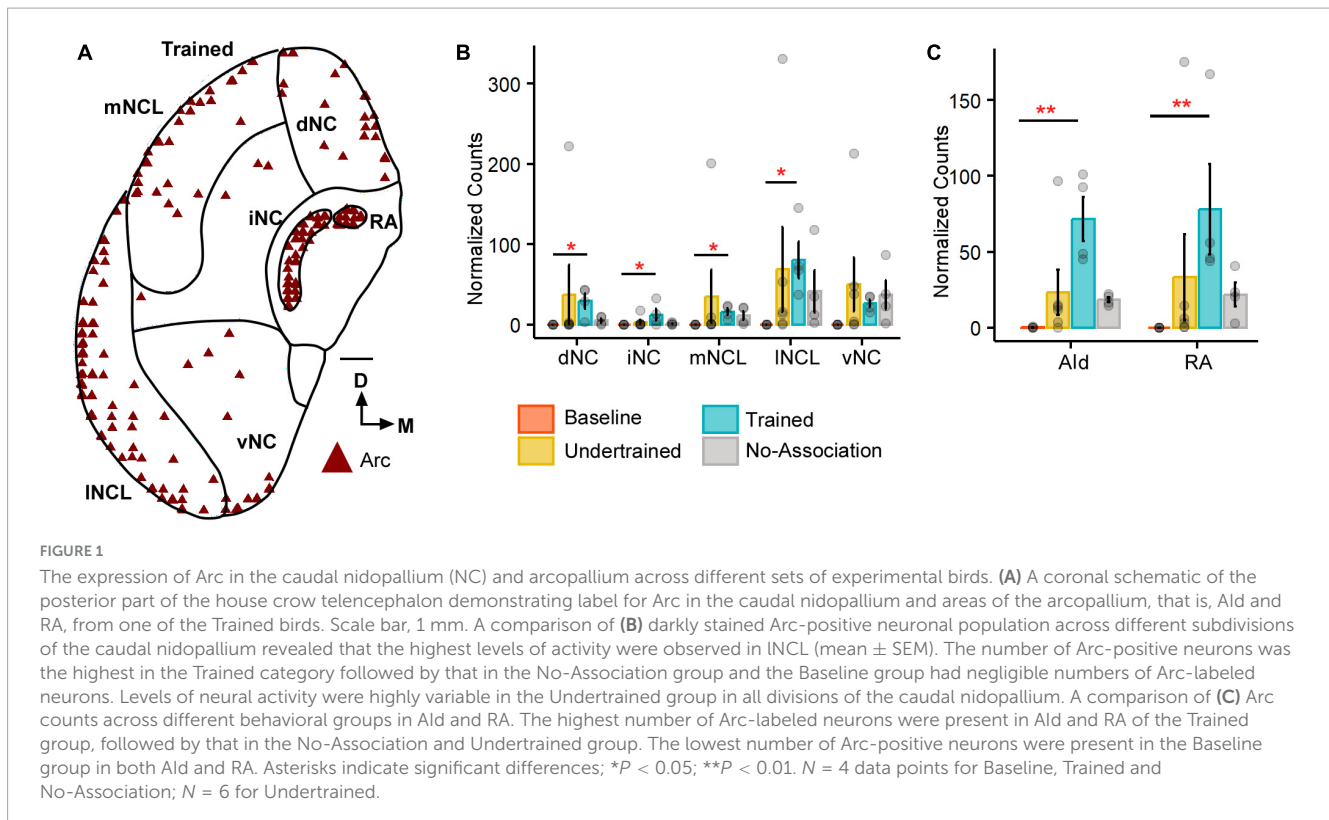 A
Trained
mNCL
dNC
iNC
RA
D
M
vNC
Arc
lNCL
B
Normalized Counts
300
200
100
0
*
*
*
*
dNC iNC mNCL lNCL vNC
Baseline
Trained
Undertrained
No-Association
C
Normalized Counts
150
100
50
0
**
**
AId RA
FIGURE 1
The expression of Arc in the caudal nidopallium (NC) and arcopallium across different sets of experimental birds. (A) A coronal schematic of the
posterior part of the house crow telencephalon demonstrating label for Arc in the caudal nidopallium and areas of the arcopallium, that is, AId and
RA, from one of the Trained birds. Scale bar, 1 mm. A comparison of (B) darkly stained Arc-positive neuronal population across different subdivisions
of the caudal nidopallium revealed that the highest levels of activity were observed in lNCL (mean ± SEM). The number of Arc-positive neurons was
the highest in the Trained category followed by that in the No-Association group and the Baseline group had negligible numbers of Arc-labeled
neurons. Levels of neural activity were highly variable in the Undertrained group in all divisions of the caudal nidopallium. A comparison of (C) Arc
counts across different behavioral groups in AId and RA. The highest number of Arc-labeled neurons were present in AId and RA of the Trained
group, followed by that in the No-Association and Undertrained group. The lowest number of Arc-positive neurons were present in the Baseline
group in both AId and RA. Asterisks indicate significant differences; *P < 0.05; **P < 0.01. N = 4 data points for Baseline, Trained and
No-Association; N = 6 for Undertrained.